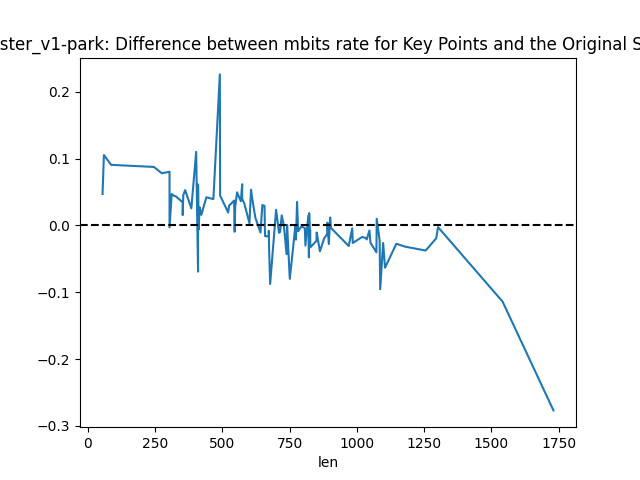 ster_v1-park: Difference between mbits rate for Key Points and the Original S
0.2
0.1
0.0
−0.1
−0.2
−0.3
0 250 500 750 1000 1250 1500 1750
len